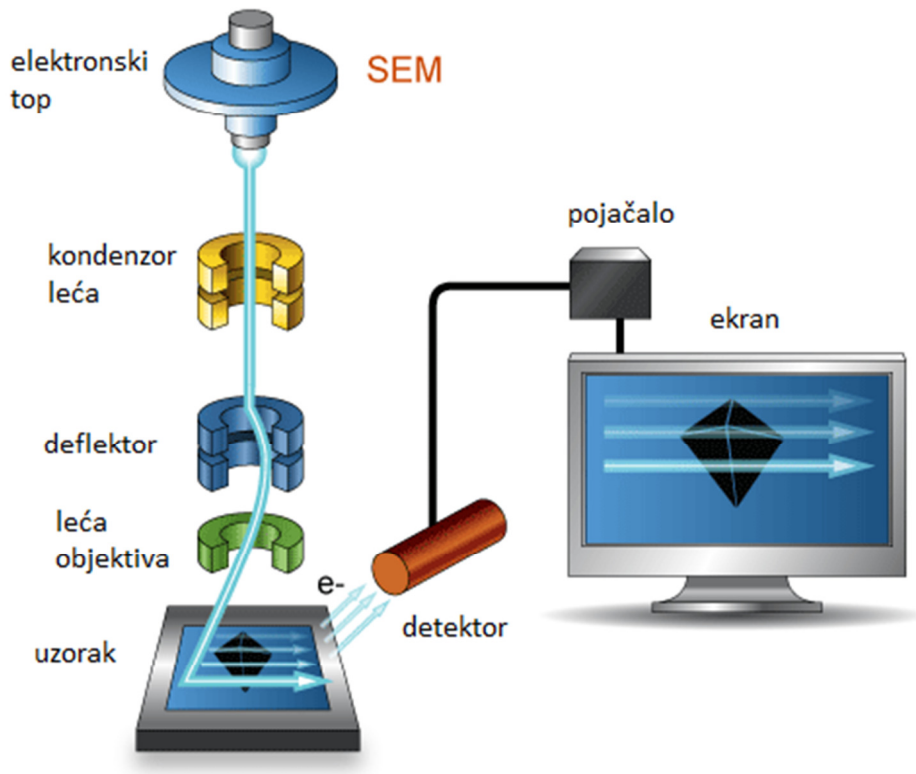 elektronski
top
SEM
kondenzor
leća
deflektor
leća
objektiva
uzorak
e-
detektor
pojačalo
ekran